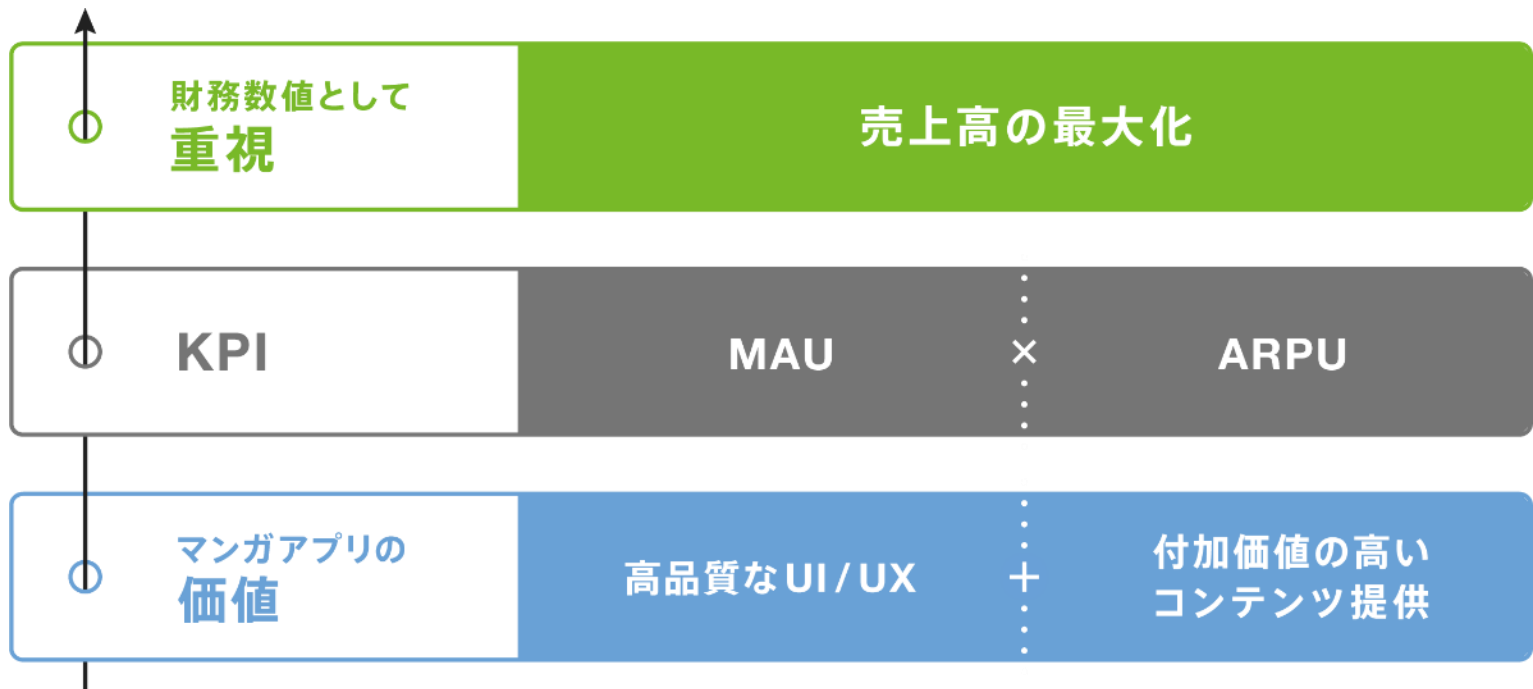 財務数値として
重視
売上高の最大化
KPI
MAU
×
ARPU
マンガアプリの
価値
高品質なUI/UX
+
付加価値の高い
コンテンツ提供